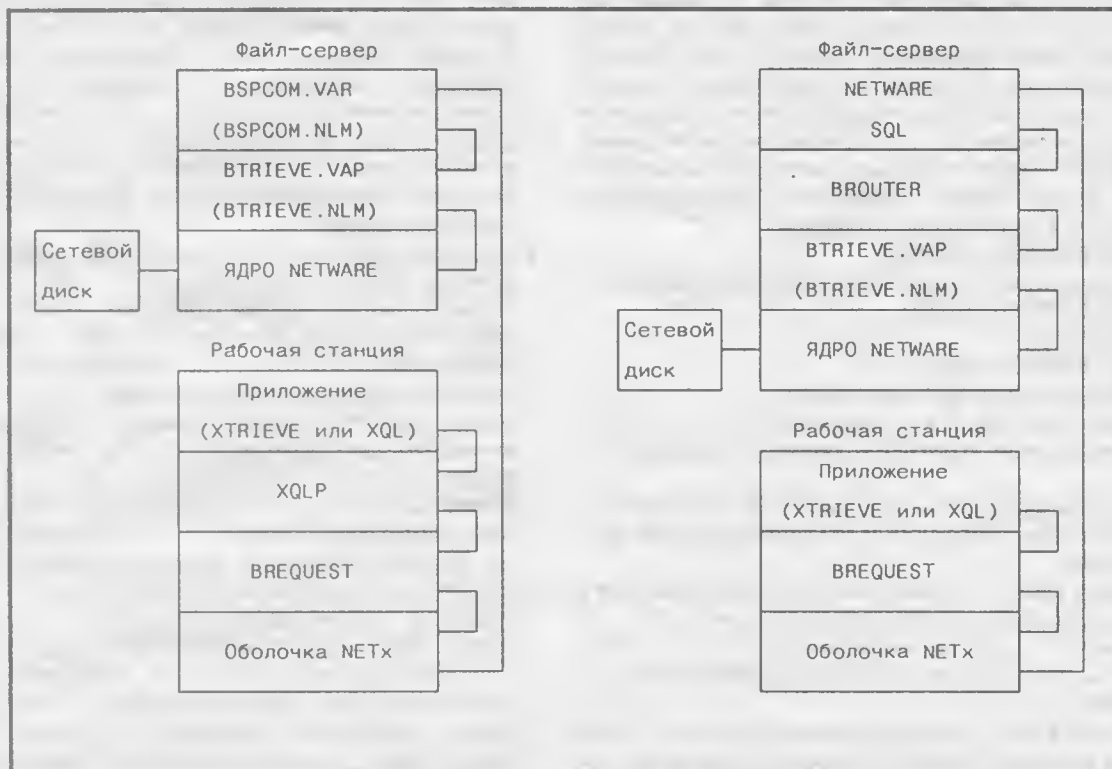 Файл-сервер
BSPCOM.VAR
(BSPCOM.NLM)
BTRIEVE.VAP
(BTRIEVE.NLM)
Сетевой
диск
ЯДРО NETWARE
Рабочая станция
Приложение
(XTRIEVE или XQL)
XQLP
BREQUEST
Оболочка NETx
Файл-сервер
NETWARE
SQL
BROUTER
BTRIEVE.VAP
(BTRIEVE.NLM)
Сетевой
диск
ЯДРО NETWARE
Рабочая станция
Приложение
(XTRIEVE или XQL)
BREQUEST
Оболочка NETx